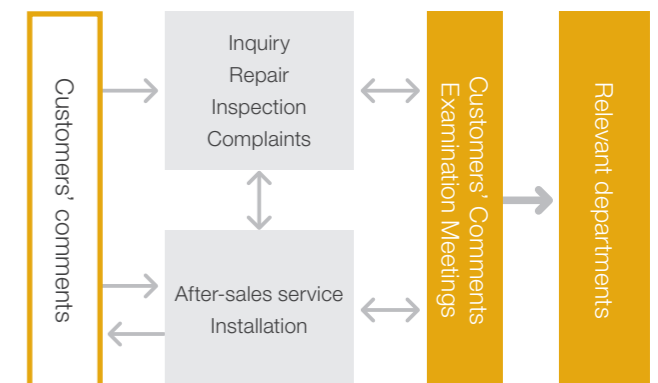 Customers’ comments
Inquiry
Repair
Inspection
Complaints
After-sales service
Installation
Customers’ Comments
Examination Meetings
Relevant departments